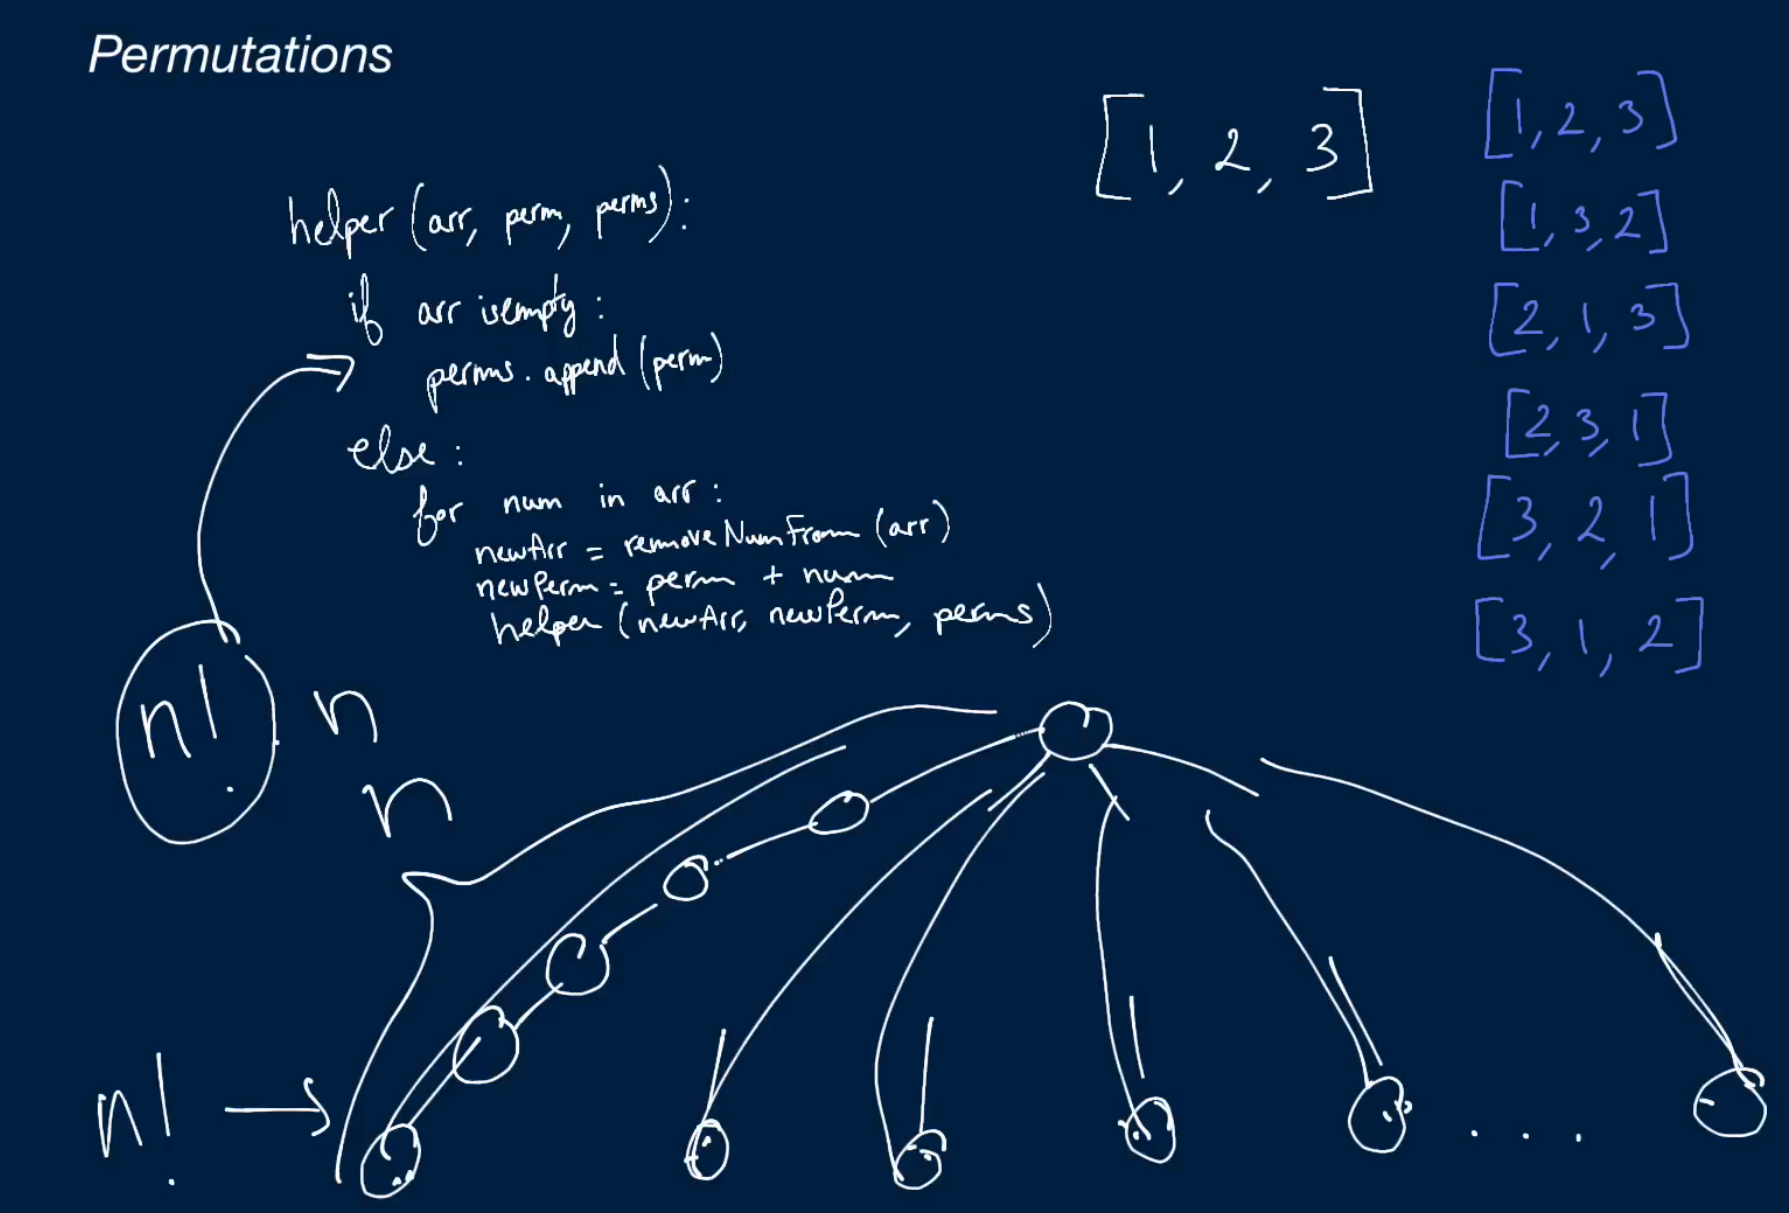 Permutations
[1, 2, 3]
helper (arr, perm, perms):
if arr isempty:
perms.append (perm)
else:
for num in arr:
newArr = removeNumFrom (arr)
newPerm = perm + num
helper (newArr, newPerm, perms)
[1, 2, 3]
[1, 3, 2]
[2, 1, 3]
[2, 3, 1]
[3, 2, 1]
[3, 1, 2]
n! n
n
n! →
. . . .